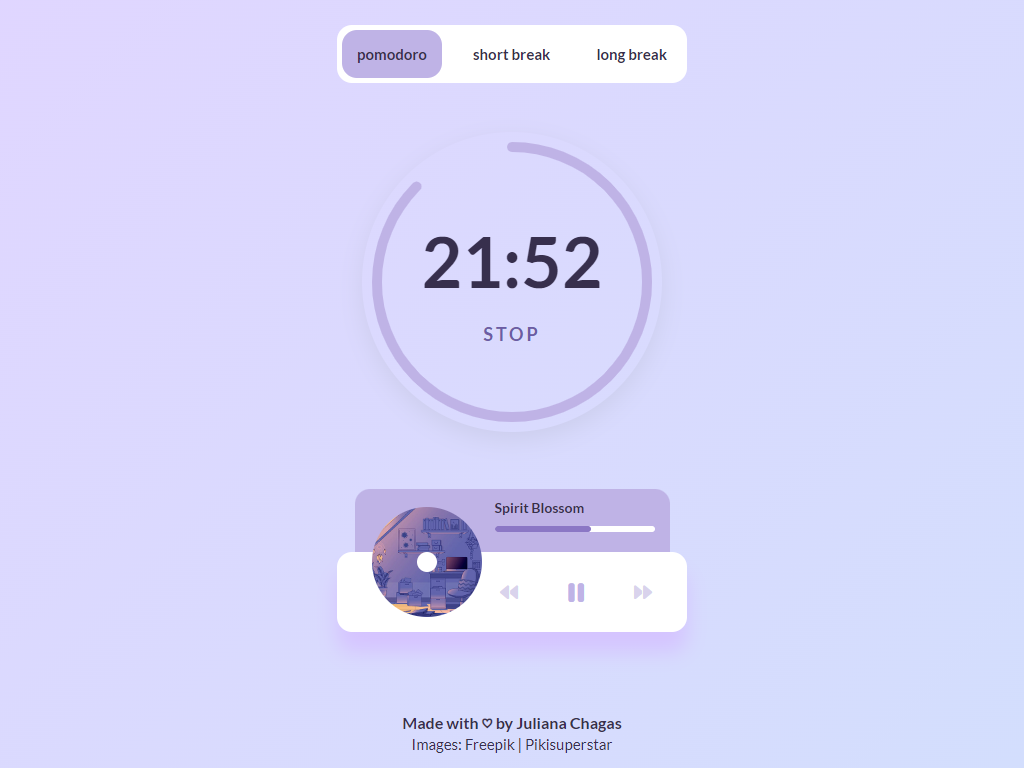 pomodoro short break long break
21:52
STOP
Spirit Blossom
Made with ♡ by Juliana Chagas
Images: Freepik | Pikisuperstar